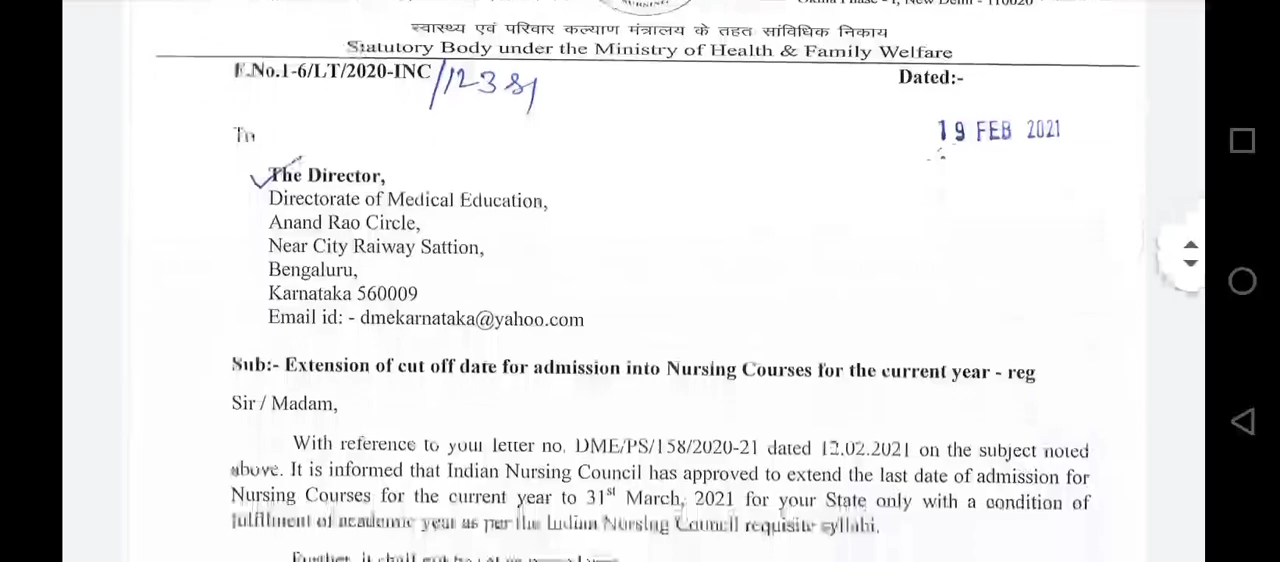 NURSING
स्वास्थ्य एवं परिवार कल्याण मंत्रालय के तहत सांविधिक निकाय
Statutory Body under the Ministry of Health & Family Welfare
F.No.1-6/LT/2020-INC/12381
Dated:-
19 FEB 2021
To
The Director,
Directorate of Medical Education,
Anand Rao Circle,
Near City Raiway Sattion,
Bengaluru,
Karnataka 560009
Email id: - dmekarnataka@yahoo.com
Sub:- Extension of cut off date for admission into Nursing Courses for the current year - reg
Sir / Madam,
With reference to your letter no. DME/PS/158/2020-21 dated 12.02.2021 on the subject noted
above. It is informed that Indian Nursing Council has approved to extend the last date of admission for
Nursing Courses for the current year to 31st March, 2021 for your State only with a condition of
fulfilment of academic year as per the Indian Nursing Council requisite syllabi.